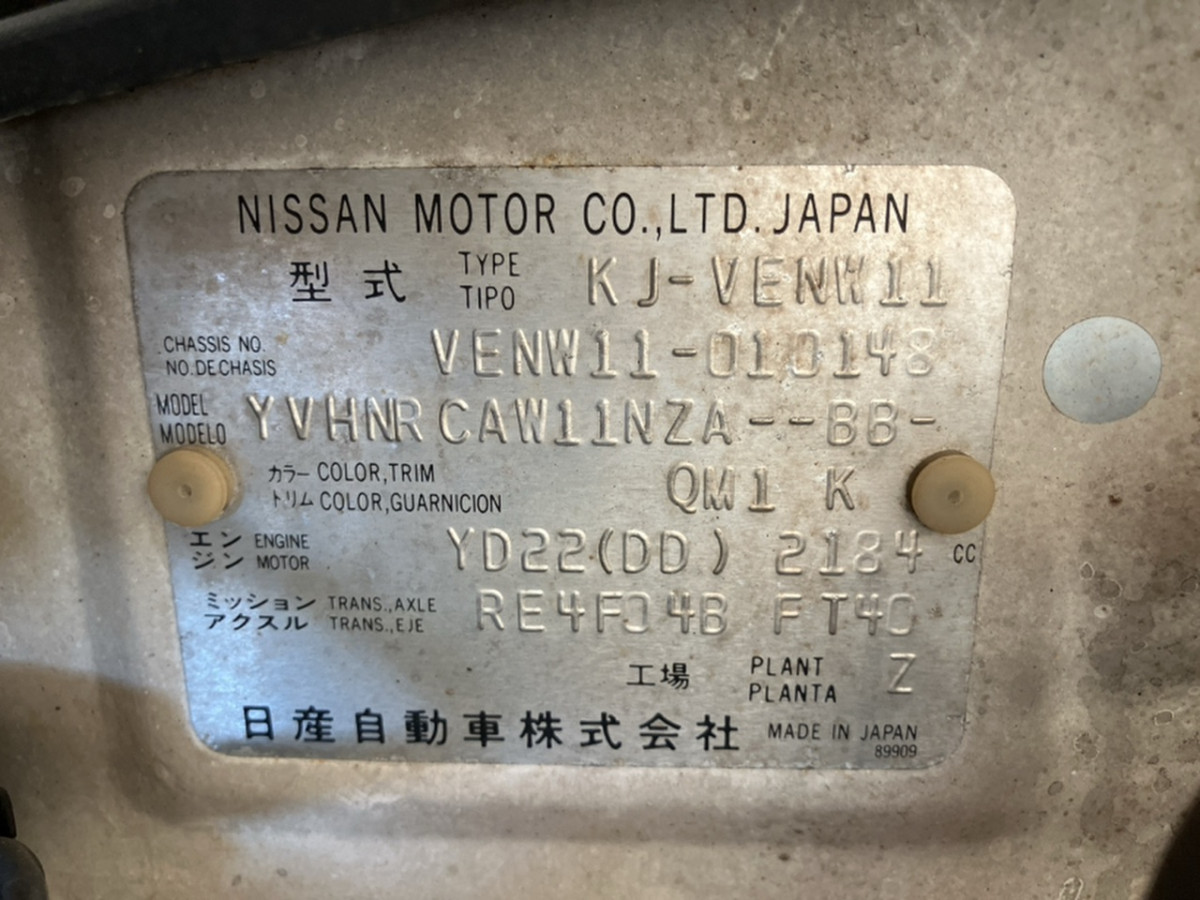 NISSAN MOTOR CO.,LTD. JAPAN
型式 TYPE TIPO KJ-VENW11
CHASSIS NO. NO. DE CHASIS VENW11-010148
MODEL MODELO YVHNRCAW11NZA--BB-
カラー COLOR,TRIM
トリム COLOR,GUARNICION QM1 K
エンジン ENGINE MOTOR YD22(DD) 2184 CC
ミッション TRANS.,AXLE
アクスル TRANS.,EJE RE4F04B FT40
工場 PLANT PLANTA Z
日産自動車株式会社 MADE IN JAPAN
89909